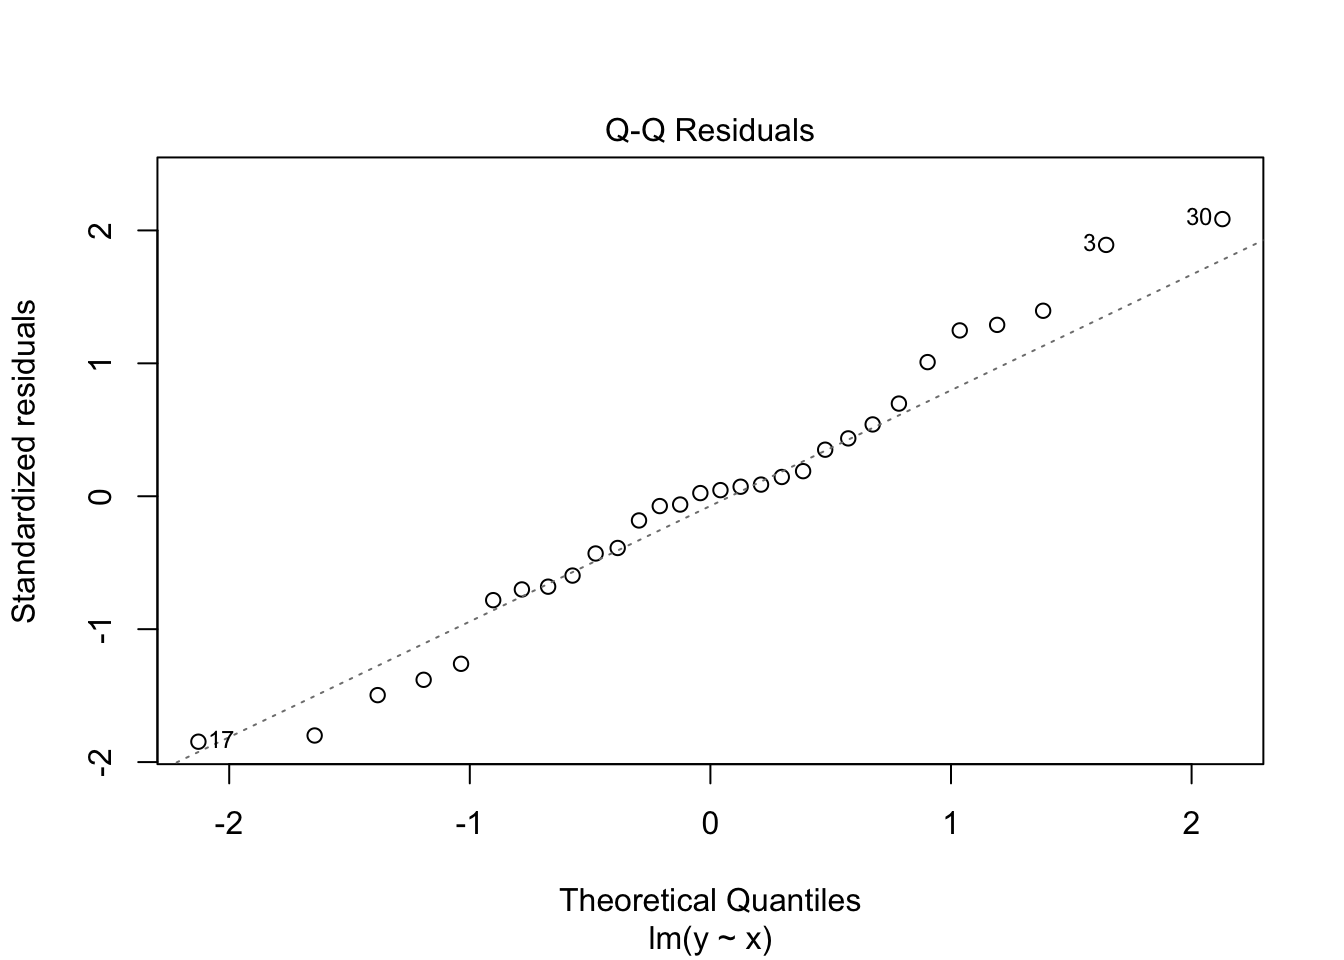 Q-Q Residuals
30
3
2
1
0
-1
-2
Standardized residuals
17
-2 -1 0 1 2
Theoretical Quantiles
lm(y ~ x)